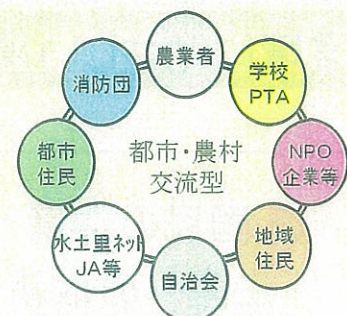 農業者
学校
PTA
NPO
企業等
地域
住民
自治会
水土里ネット
JA等
都市
住民
消防団
都市・農村
交流型